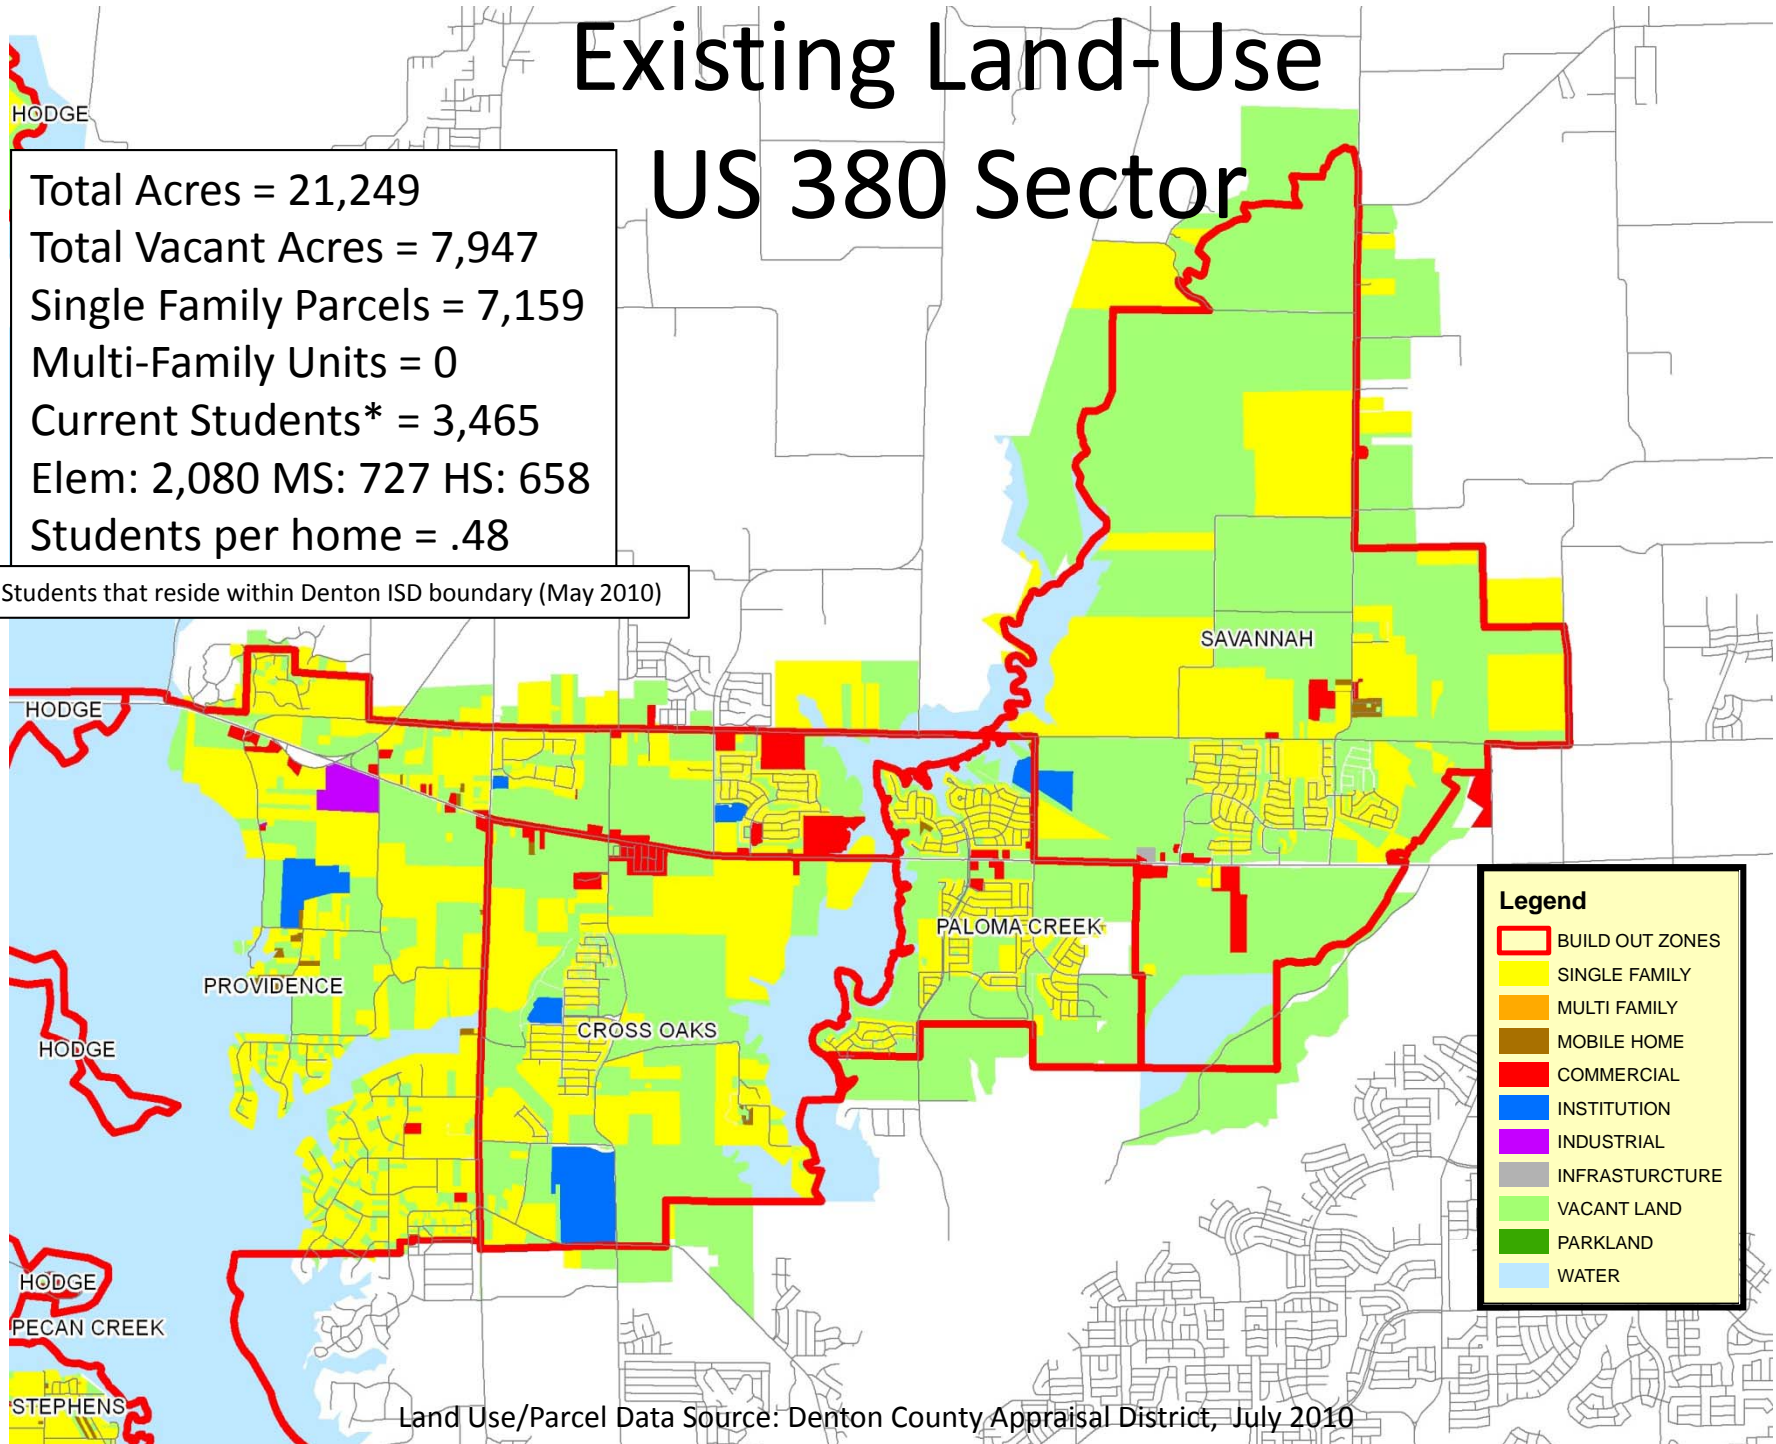 Existing Land-Use
US 380 Sector
HODGE
Total Acres = 21,249
Total Vacant Acres = 7,947
Single Family Parcels = 7,159
Multi-Family Units = 0
Current Students* = 3,465
Elem: 2,080 MS: 727 HS: 658
Students per home = .48
Students that reside within Denton ISD boundary (May 2010)
SAVANNAH
HODGE
PALOMA CREEK
PROVIDENCE
CROSS OAKS
HODGE
HODGE
PECAN CREEK
STEPHENS
Legend
BUILD OUT ZONES
SINGLE FAMILY
MULTI FAMILY
MOBILE HOME
COMMERCIAL
INSTITUTION
INDUSTRIAL
INFRASTURCTURE
VACANT LAND
PARKLAND
WATER
Land Use/Parcel Data Source: Denton County Appraisal District, July 2010